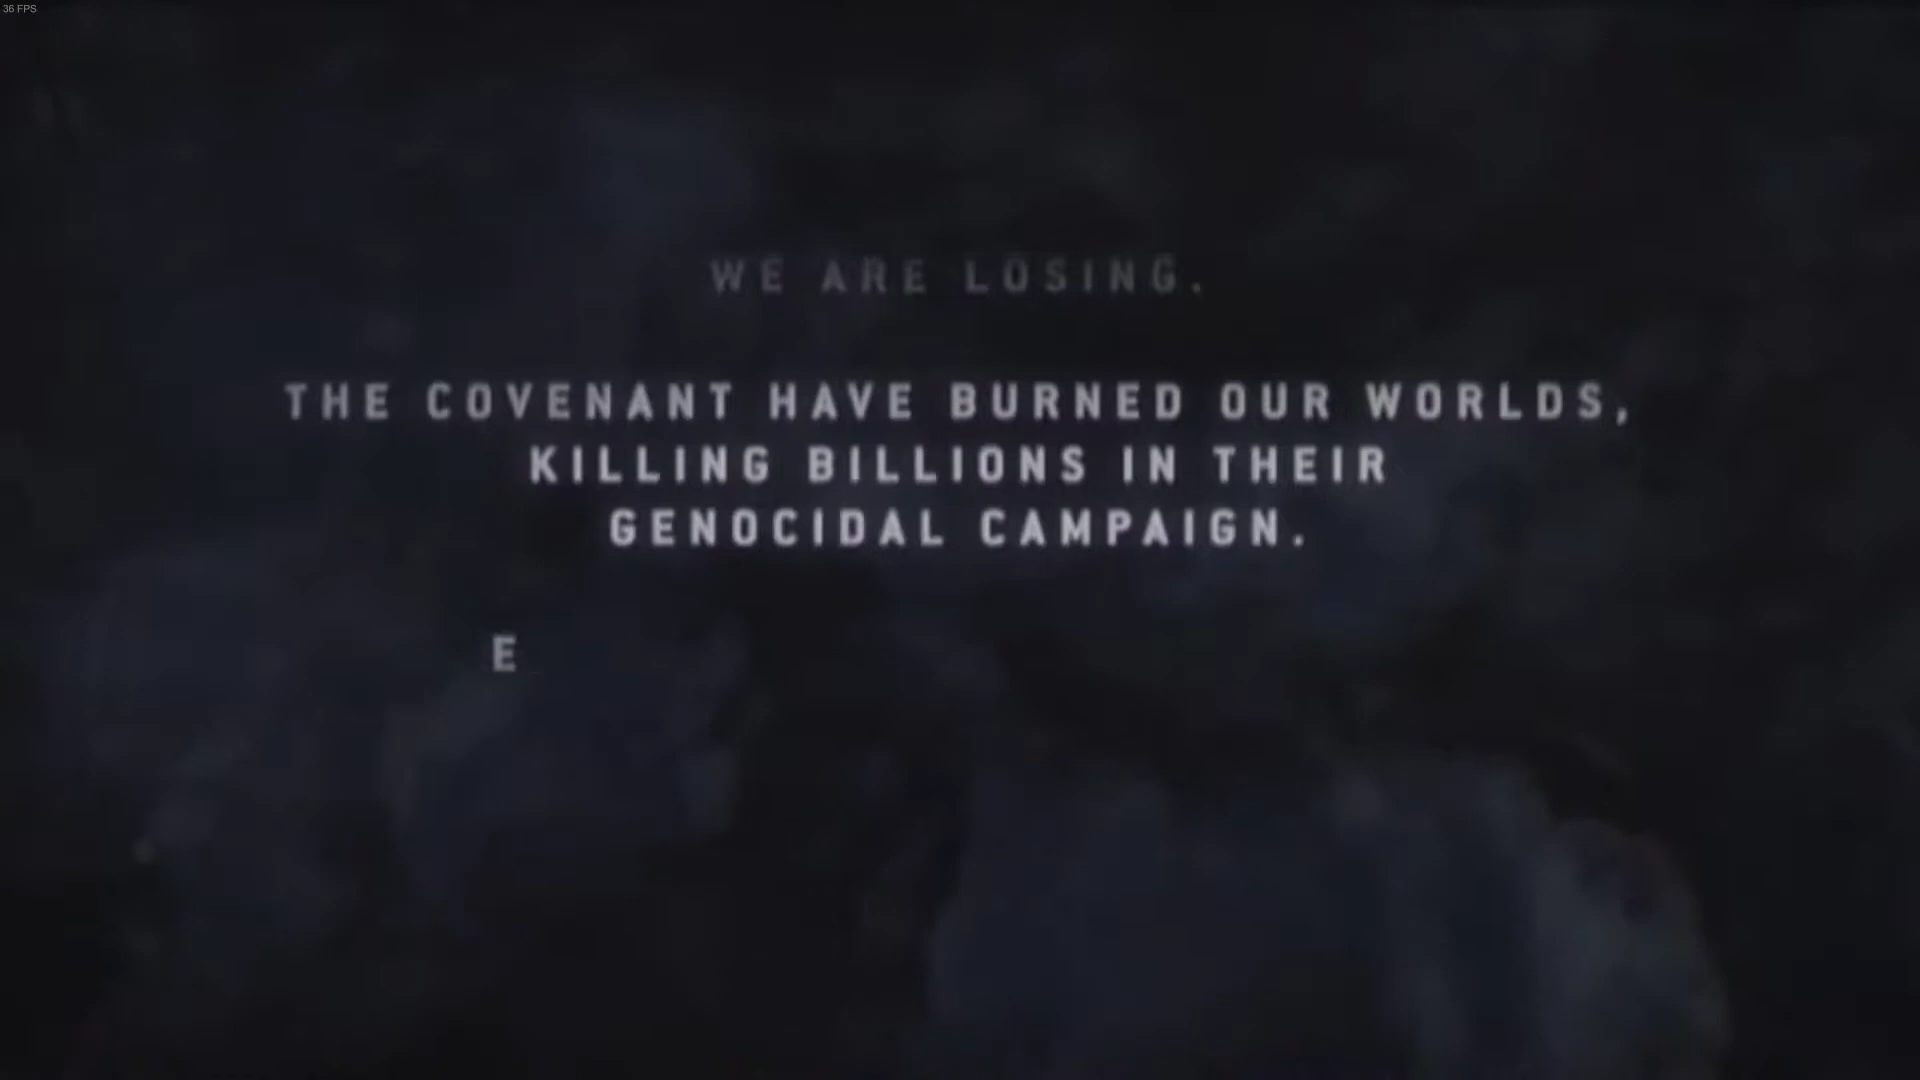 36 FPS
WE ARE LOSING.
THE COVENANT HAVE BURNED OUR WORLDS,
KILLING BILLIONS IN THEIR
GENOCIDAL CAMPAIGN.
E